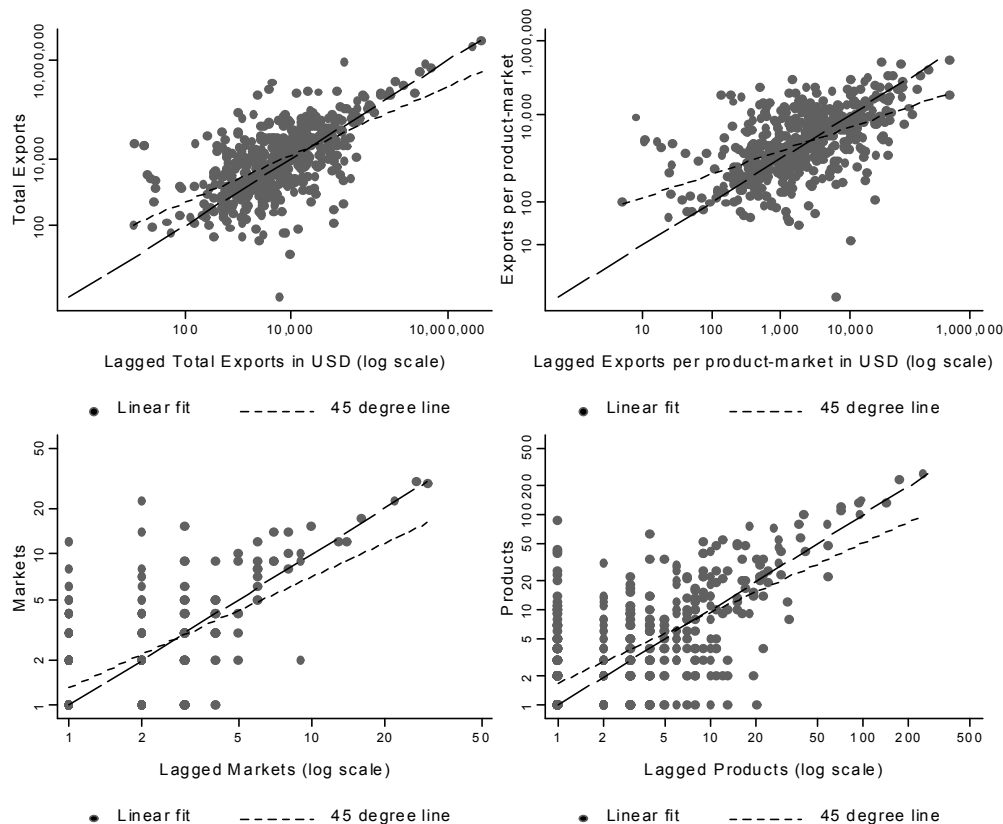 Total Exports
10,000,000
10,000
100
100
10,000
10,000,000
Lagged Total Exports in USD (log scale)
Linear fit
45 degree line
Exports per product-market
1,000,000
10,000
100
10
10
100
1,000
10,000
1,000,000
Lagged Exports per product-market in USD (log scale)
Linear fit
45 degree line
Markets
50
20
10
5
2
1
1
2
5
10
20
50
Lagged Markets (log scale)
Linear fit
45 degree line
Products
500
200
100
50
20
10
5
2
1
1
2
5
10
20
50
100
200
500
Lagged Products (log scale)
Linear fit
45 degree line